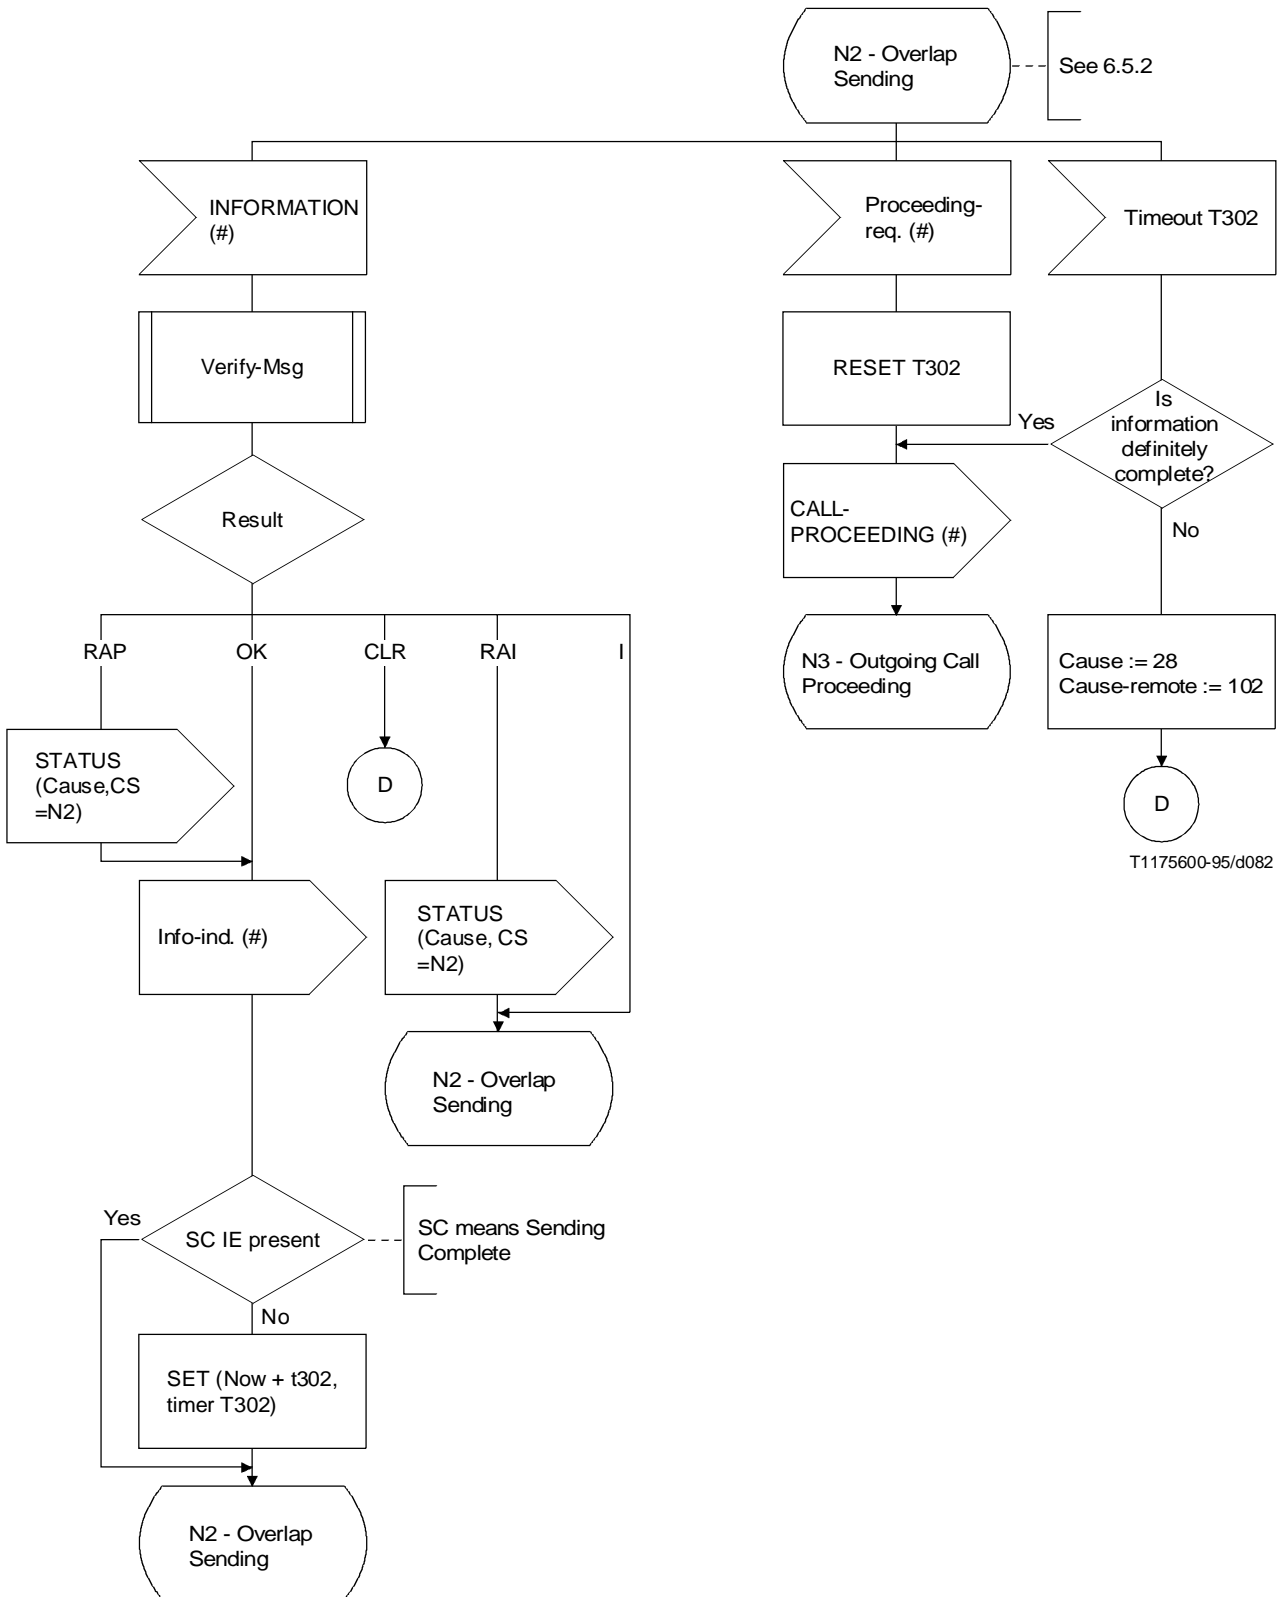 N2 - Overlap
Sending
See 6.5.2
INFORMATION
(#)
Proceeding-
req. (#)
Timeout T302
Verify-Msg
RESET T302
Is
information
definitely
complete?
Yes
No
Result
CALL-
PROCEEDING (#)
RAP
OK
CLR
RAI
I
N3 - Outgoing Call
Proceeding
Cause := 28
Cause-remote := 102
STATUS
(Cause,CS
=N2)
D
D
T1175600-95/d082
Info-ind. (#)
STATUS
(Cause, CS
=N2)
N2 - Overlap
Sending
Yes
SC IE present
SC means Sending
Complete
No
SET (Now + t302,
timer T302)
N2 - Overlap
Sending